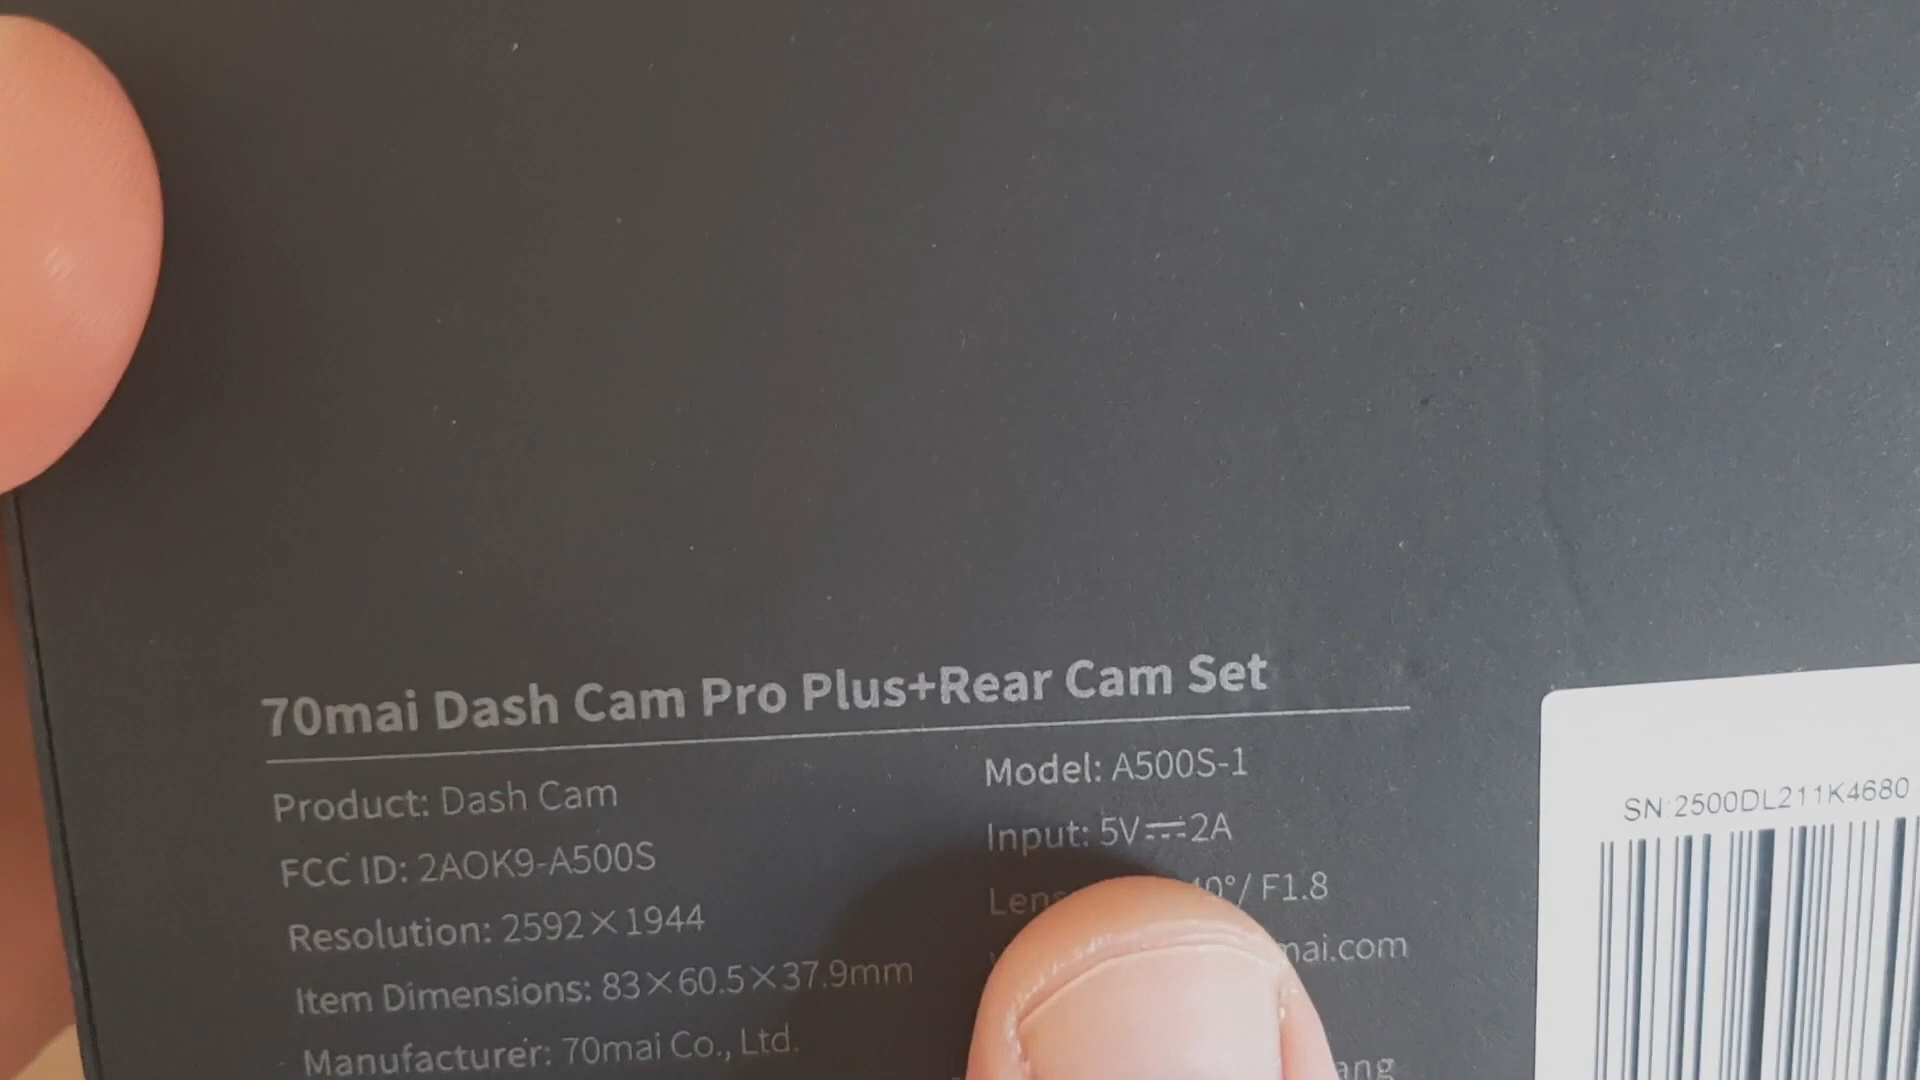 70mai Dash Cam Pro Plus+Rear Cam Set
Product: Dash Cam
FCC ID: 2AOK9-A500S
Resolution: 2592×1944
Item Dimensions: 83×60.5×37.9mm
Manufacturer: 70mai Co., Ltd.
Model: A500S-1
Input: 5V⎓2A
F1.8
SN:2500DL211K4680